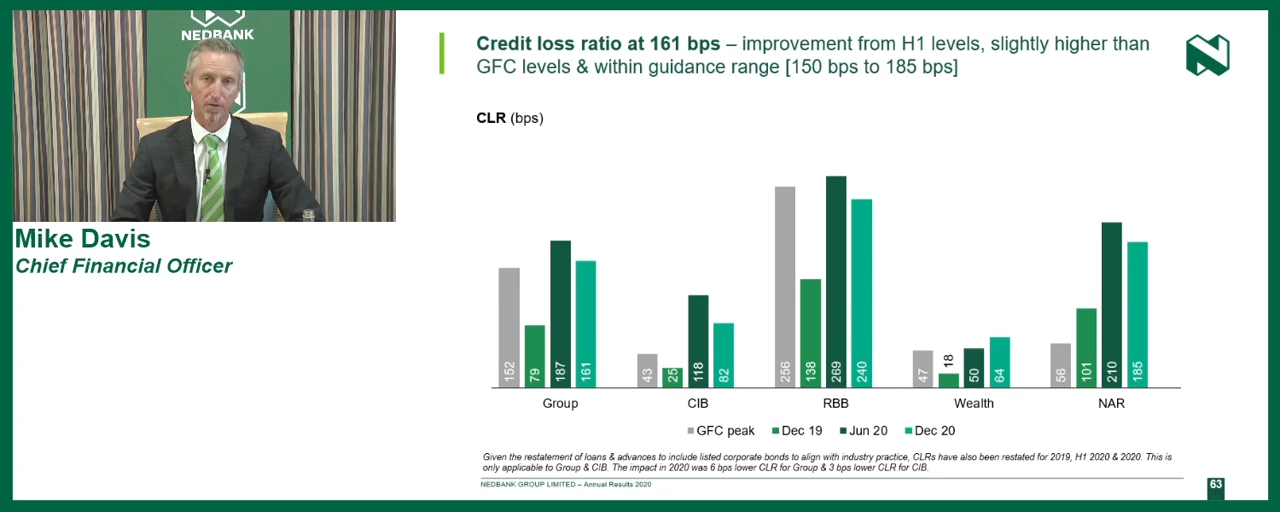 NEDBANK
Mike Davis
Chief Financial Officer
Credit loss ratio at 161 bps – improvement from H1 levels, slightly higher than
GFC levels & within guidance range [150 bps to 185 bps]
CLR (bps)
152 79 187 161 43 25 118 82 256 138 269 240 47 18 50 64 56 101 210 185
Group CIB RBB Wealth NAR
GFC peak Dec 19 Jun 20 Dec 20
Given the restatement of loans & advances to include listed corporate bonds to align with industry practice, CLRs have also been restated for 2019, H1 2020 & 2020. This is
only applicable to Group & CIB. The impact in 2020 was 6 bps lower CLR for Group & 3 bps lower CLR for CIB.
NEDBANK GROUP LIMITED – Annual Results 2020
63